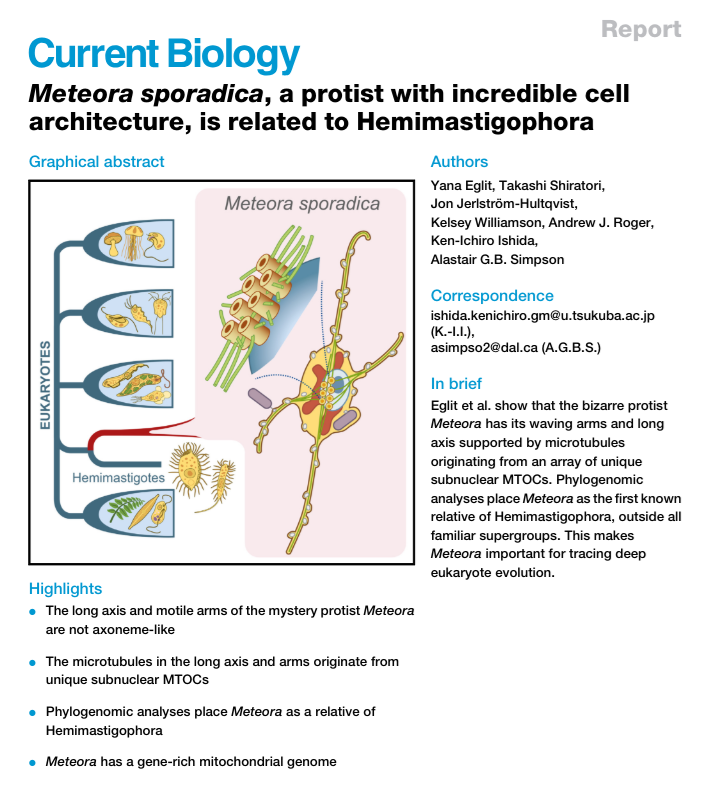 Report
Current Biology
Meteora sporadica, a protist with incredible cell
architecture, is related to Hemimastigophora
Graphical abstract
Meteora sporadica
EUKARYOTES
Hemimastigotes
Highlights
The long axis and motile arms of the mystery protist Meteora
are not axoneme-like
The microtubules in the long axis and arms originate from
unique subnuclear MTOCs
Phylogenomic analyses place Meteora as a relative of
Hemimastigophora
Meteora has a gene-rich mitochondrial genome
Authors
Yana Eglit, Takashi Shiratori,
Jon Jerlström-Hultqvist,
Kelsey Williamson, Andrew J. Roger,
Ken-Ichiro Ishida,
Alastair G.B. Simpson
Correspondence
ishida.kenichiro.gm@u.tsukuba.ac.jp
(K.-I.I.),
asimpso2@dal.ca (A.G.B.S.)
In brief
Eglit et al. show that the bizarre protist
Meteora has its waving arms and long
axis supported by microtubules
originating from an array of unique
subnuclear MTOCs. Phylogenomic
analyses place Meteora as the first known
relative of Hemimastigophora, outside all
familiar supergroups. This makes
Meteora important for tracing deep
eukaryote evolution.